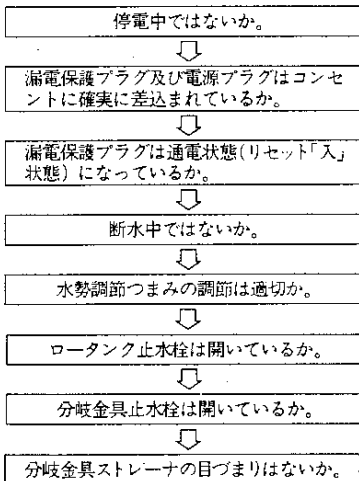 停電中ではないか。
漏電保護プラグ及び電源プラグはコンセ
ントに確実に差込まれているか。
漏電保護プラグは通電状態(リセット「入」
状態)になっているか。
断水中ではないか。
水勢調節つまみの調節は適切か。
ロータンク止水栓は開いているか。
分岐金具止水栓は開いているか。
分岐金具ストレーナの目づまりはないか。